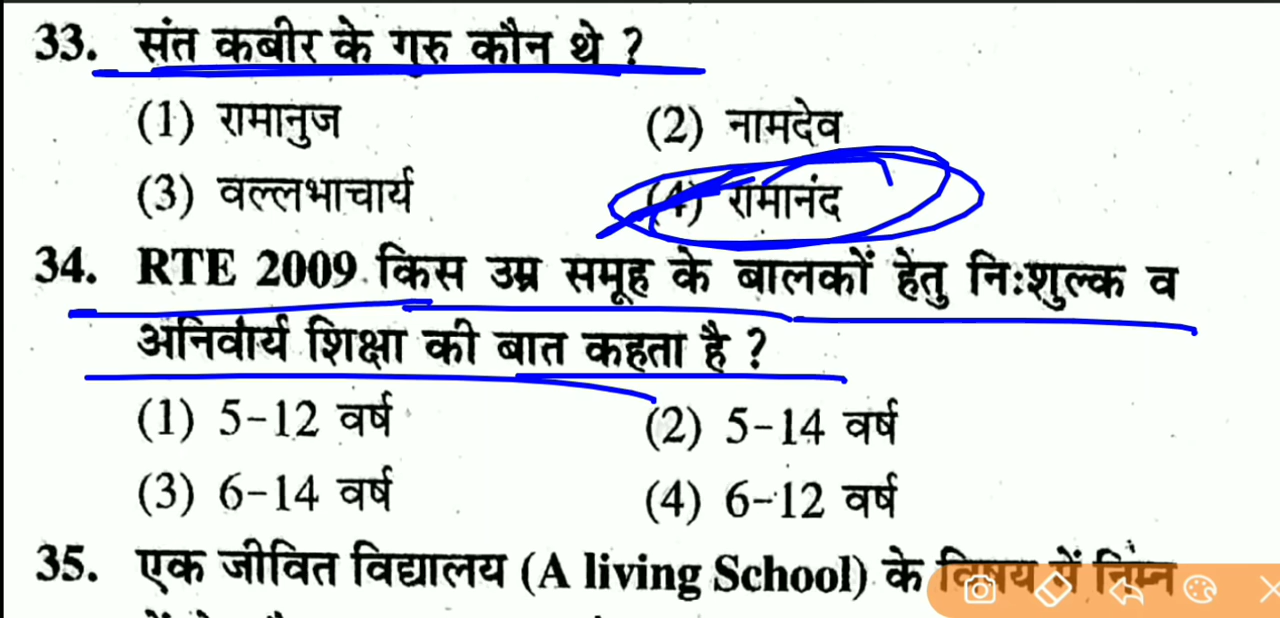 33. संत कबीर के गुरु कौन थे ?
(1) रामानुज (2) नामदेव
(3) वल्लभाचार्य (4) रामानंद
34. RTE 2009 किस उम्र समूह के बालकों हेतु निःशुल्क व
अनिवार्य शिक्षा की बात कहता है ?
(1) 5-12 वर्ष (2) 5-14 वर्ष
(3) 6-14 वर्ष (4) 6-12 वर्ष
35. एक जीवित विद्यालय (A living School) के विषय में निम्न